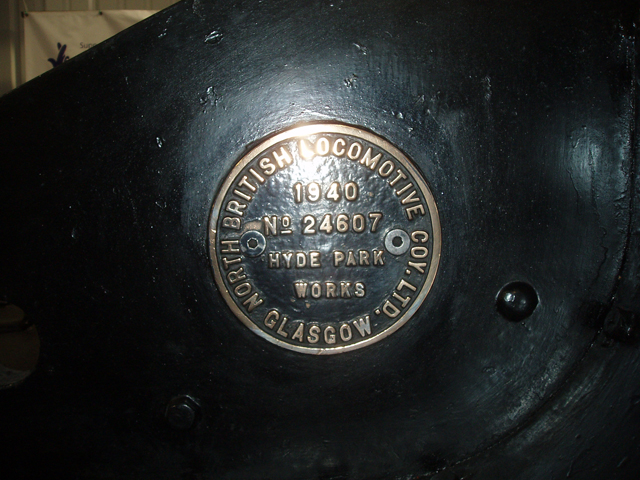 NORTH BRITISH LOCOMOTIVE COY. LTD.
1940
Nº 24607
HYDE PARK
WORKS
GLASGOW.